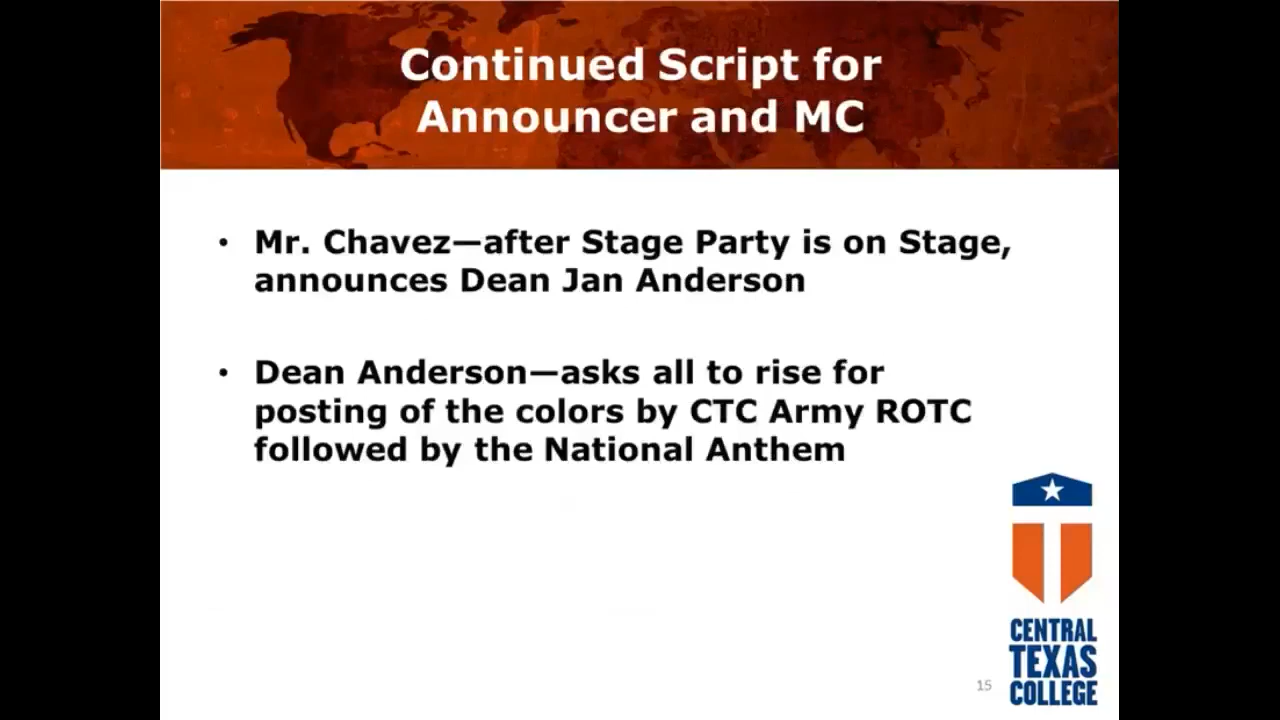 Continued Script for
Announcer and MC
• Mr. Chavez—after Stage Party is on Stage,
announces Dean Jan Anderson
• Dean Anderson—asks all to rise for
posting of the colors by CTC Army ROTC
followed by the National Anthem
CENTRAL
TEXAS
COLLEGE
15